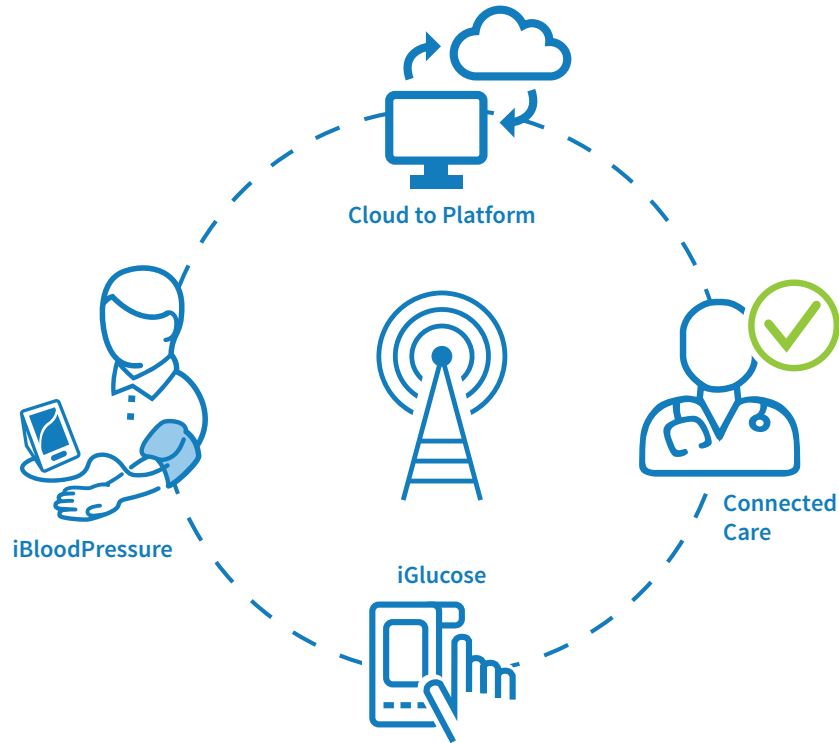 Cloud to Platform
iBloodPressure
Connected
Care
iGlucose